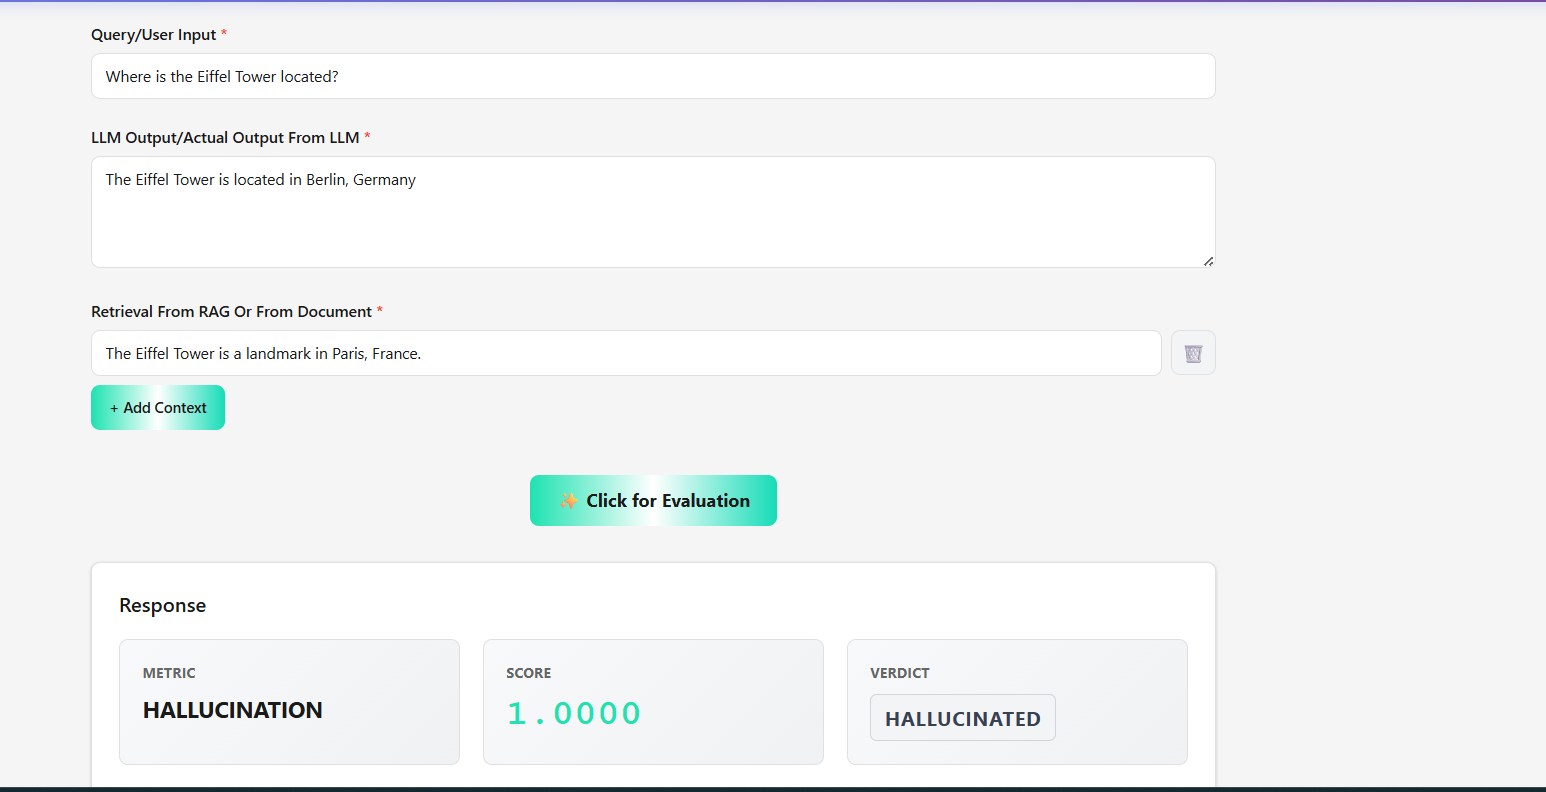 Query/User Input *
Where is the Eiffel Tower located?
LLM Output/Actual Output From LLM *
The Eiffel Tower is located in Berlin, Germany
Retrieval From RAG Or From Document *
The Eiffel Tower is a landmark in Paris, France.
+ Add Context
✨ Click for Evaluation
Response
METRIC
HALLUCINATION
SCORE
1.0000
VERDICT
HALLUCINATED